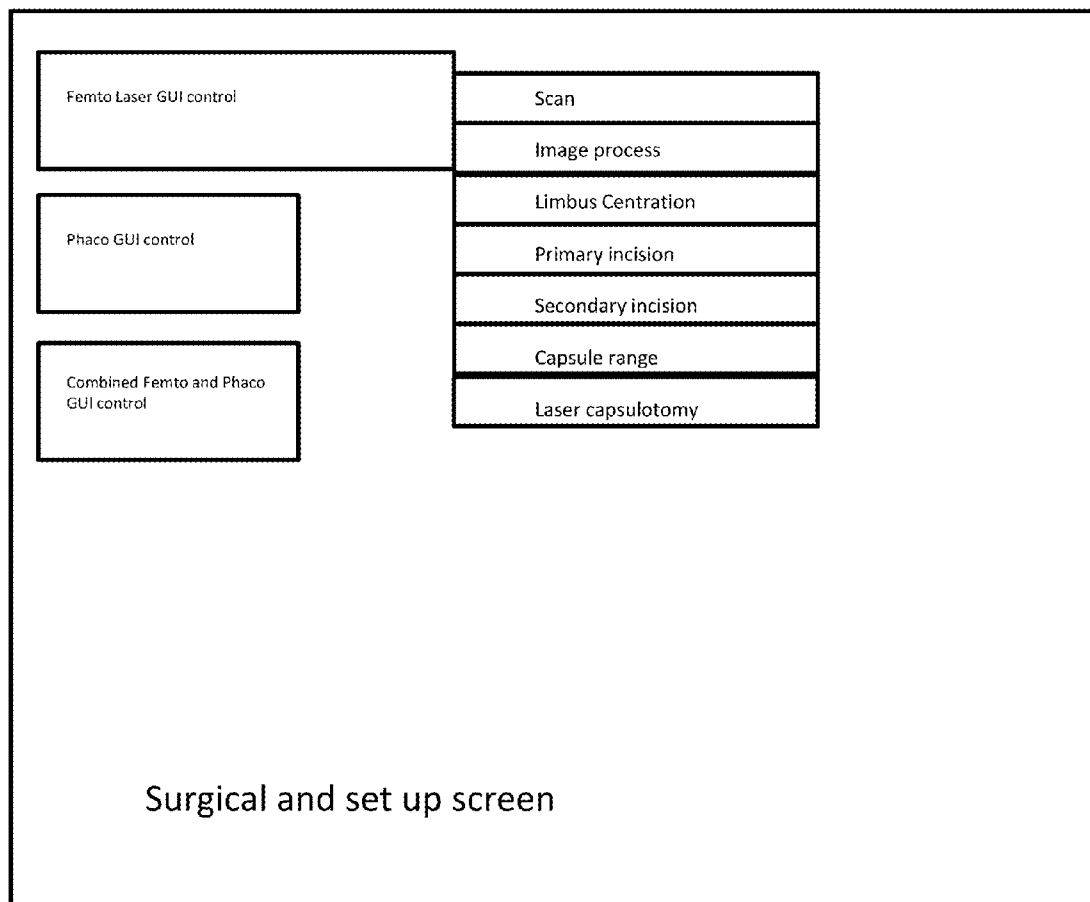 Femto Laser GUI control
Scan
Image process
Limbus Centration
Primary incision
Secondary incision
Capsule range
Laser capsulotomy
Phaco GUI control
Combined Femto and Phaco
GUI control
Surgical and set up screen